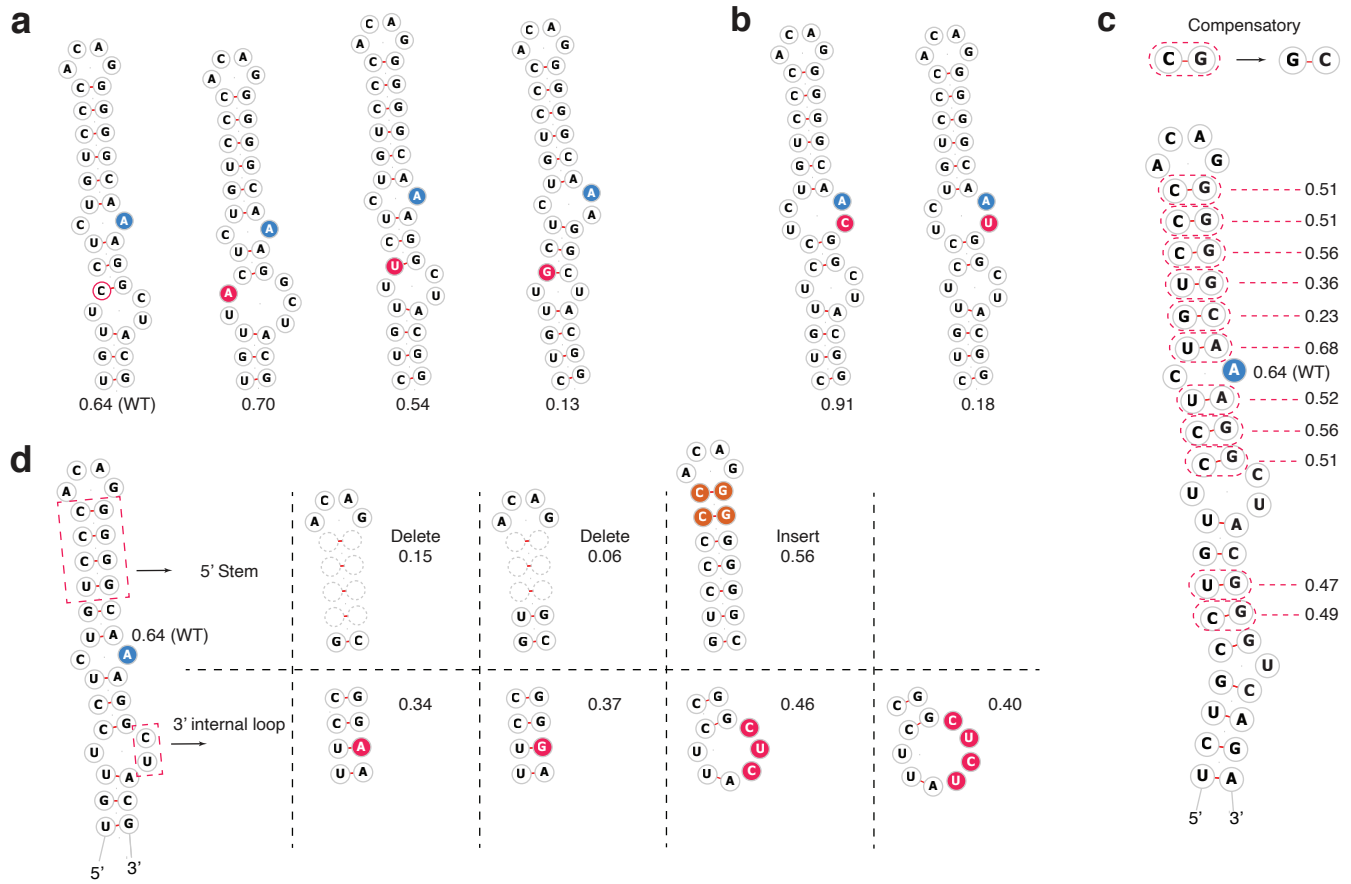 a
C A
A G
C-G
C-G
C-G
U-G
G-C
U-A
A
C
U-A
C-G
C-G
U C
U
U-A
G-C
U-G
0.64 (WT)
C A
A G
C-G
C-G
C-G
U-G
G-C
U-A
A
C
U-A
C-G
A G
C
U U
U-A
G-C
U-G
0.70
C A
A G
C-G
C-G
C-G
U-G
G-C
U-A
A
C
U-A
C-G
U-G
C
U U
U-A
G-C
U-G
C-G
0.54
C A
A G
C-G
C-G
C-G
U-G
G-C
U-A
A
C A
U-G
C-G
G-C
U U
U-A
G-C
U-G
C-G
0.13
b
C A
A G
C-G
C-G
C-G
U-G
G-C
U-A
A
C C
U
C-G
C-G
C
U U
U-A
G-C
U-G
C-G
0.91
C A
A G
C-G
C-G
C-G
U-G
G-C
U-A
A
C U
U
C-G
C-G
C
U U
U-A
G-C
U-G
C-G
0.18
c
Compensatory
C-G G-C
C A
A G
C-G 0.51
C-G 0.51
C-G 0.56
U-G 0.36
G-C 0.23
U-A 0.68
C A 0.64 (WT)
U-A 0.52
C-G 0.56
C-G 0.51
C
U U
U-A
G-C
U-G 0.47
C-G 0.49
C-G
U
G-C
U-A
C-G
U-A
5’ 3’
d
C A
A G
C-G
C-G
C-G
U-G
G-C
U-A
0.64 (WT)
A
C
U-A
C-G
C-G
C
U U
U-A
G-C
U-G
5’ 3’
5’ Stem
C A
A G
G-C
Delete
0.15
C A
A G
U-G
G-C
Delete
0.06
C A
A G
C-G
C-G
C-G
C-G
C-G
U-G
G-C
Insert
0.56
3’ internal loop
C-G
C-G
U-A
U-A
0.34
C-G
C-G
U-G
U-A
0.37
C-G
C-G
U C
U U
A C
0.46
C-G
C-G
U C
U U
U C
A U
0.40